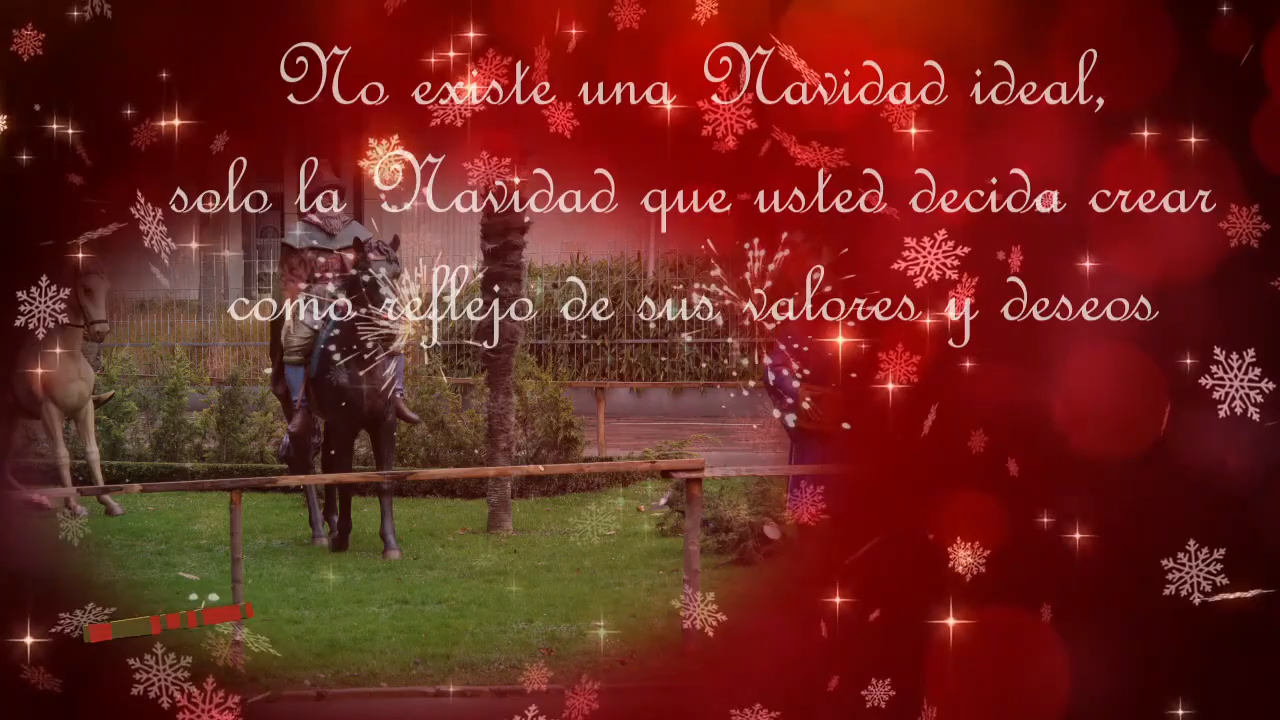 No existe una Navidad ideal,
solo la Navidad que usted decida crear
como reflejo de sus valores y deseos